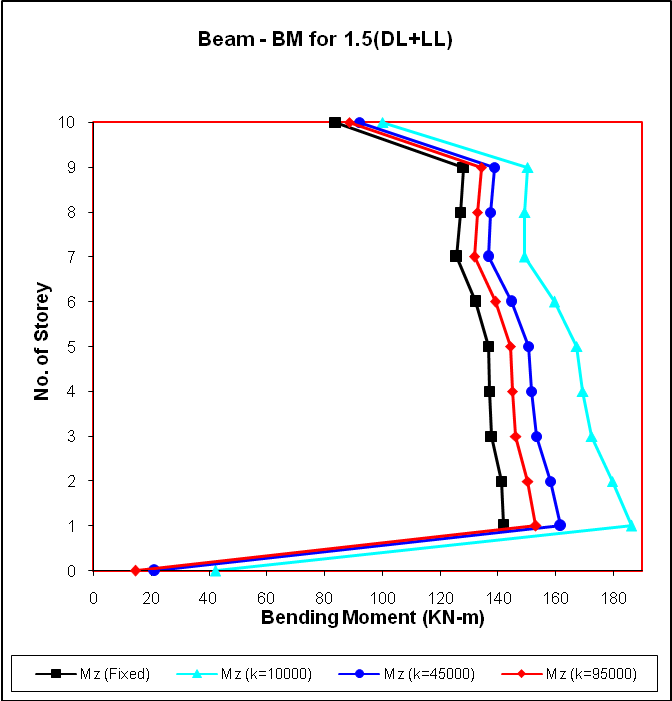 Beam - BM for 1.5(DL+LL)
10
9
8
7
6
5
4
3
2
1
0
No. of Storey
0 20 40 60 80 100 120 140 160 180
Bending Moment (KN-m)
Mz (Fixed) Mz (k=10000) Mz (k=45000) Mz (k=95000)